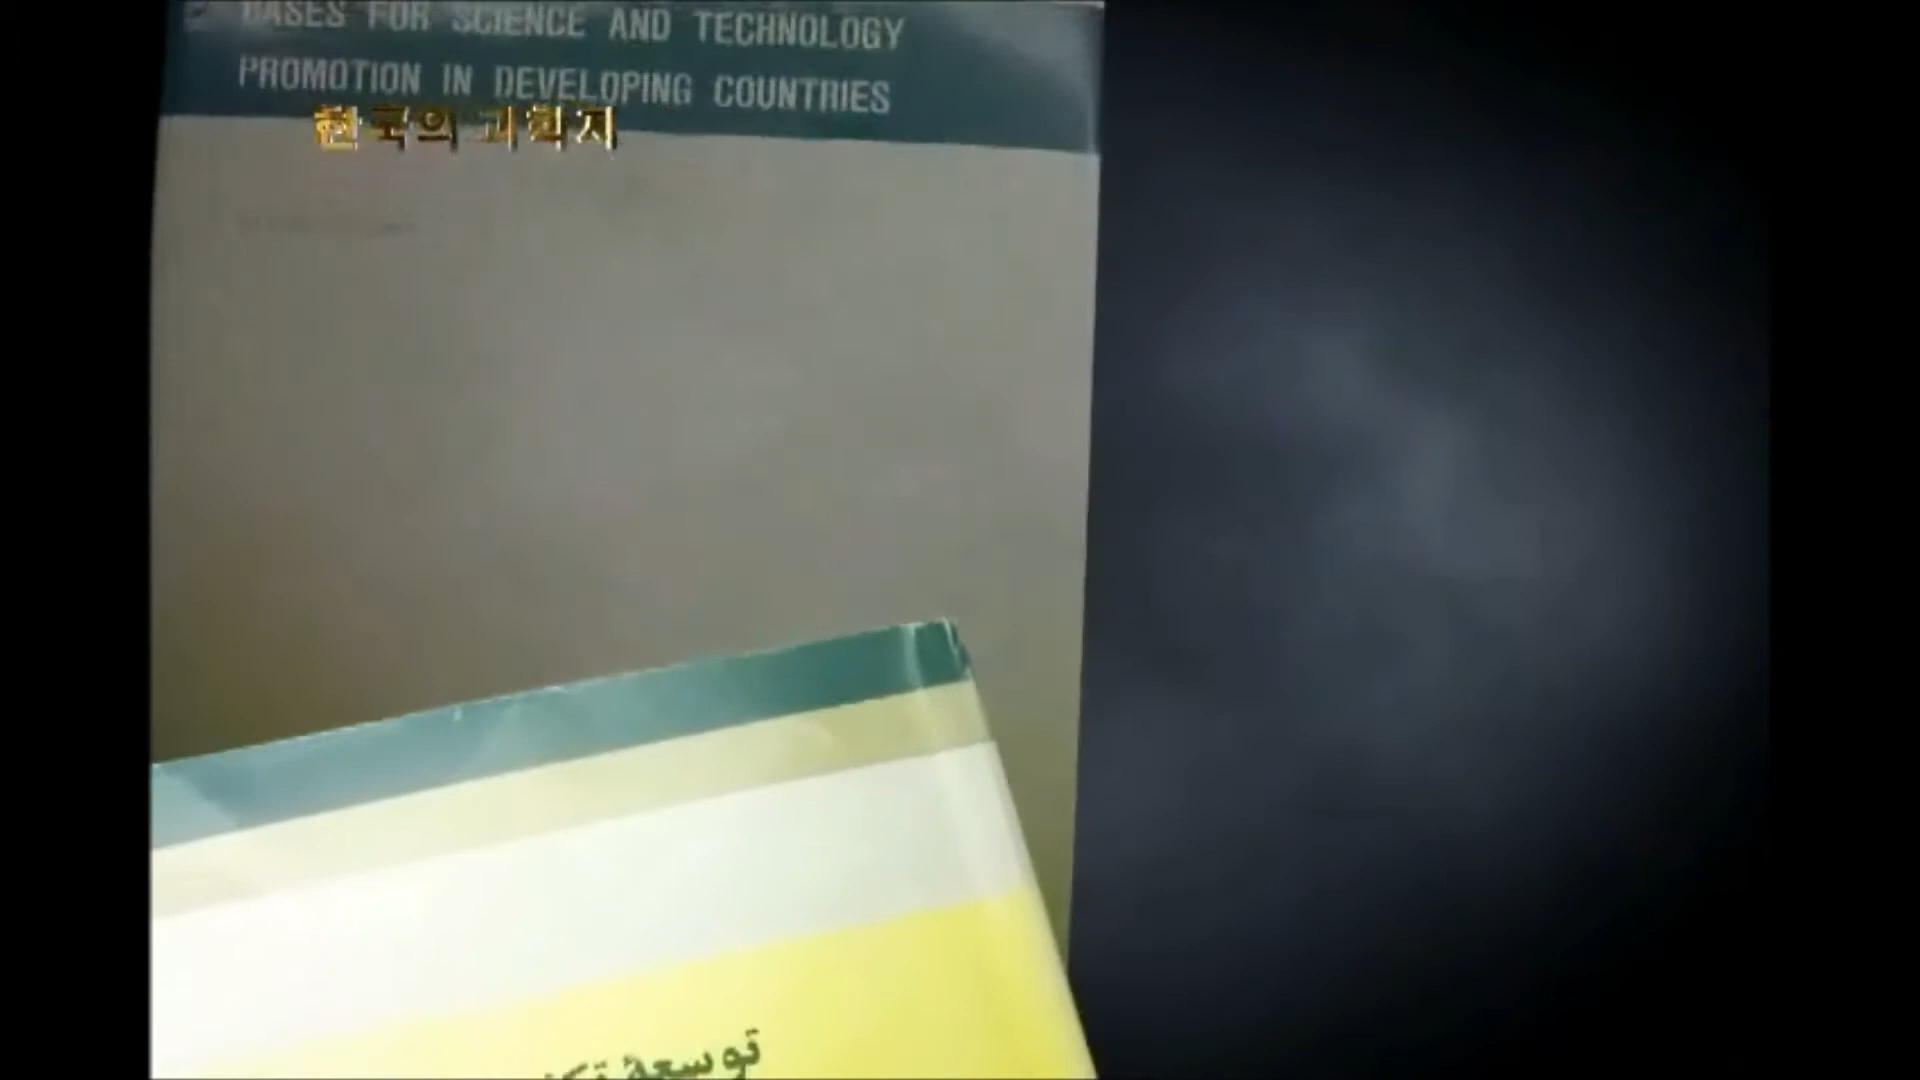 BASES FOR SCIENCE AND TECHNOLOGY
PROMOTION IN DEVELOPING COUNTRIES
한국의 과학지
توسعة